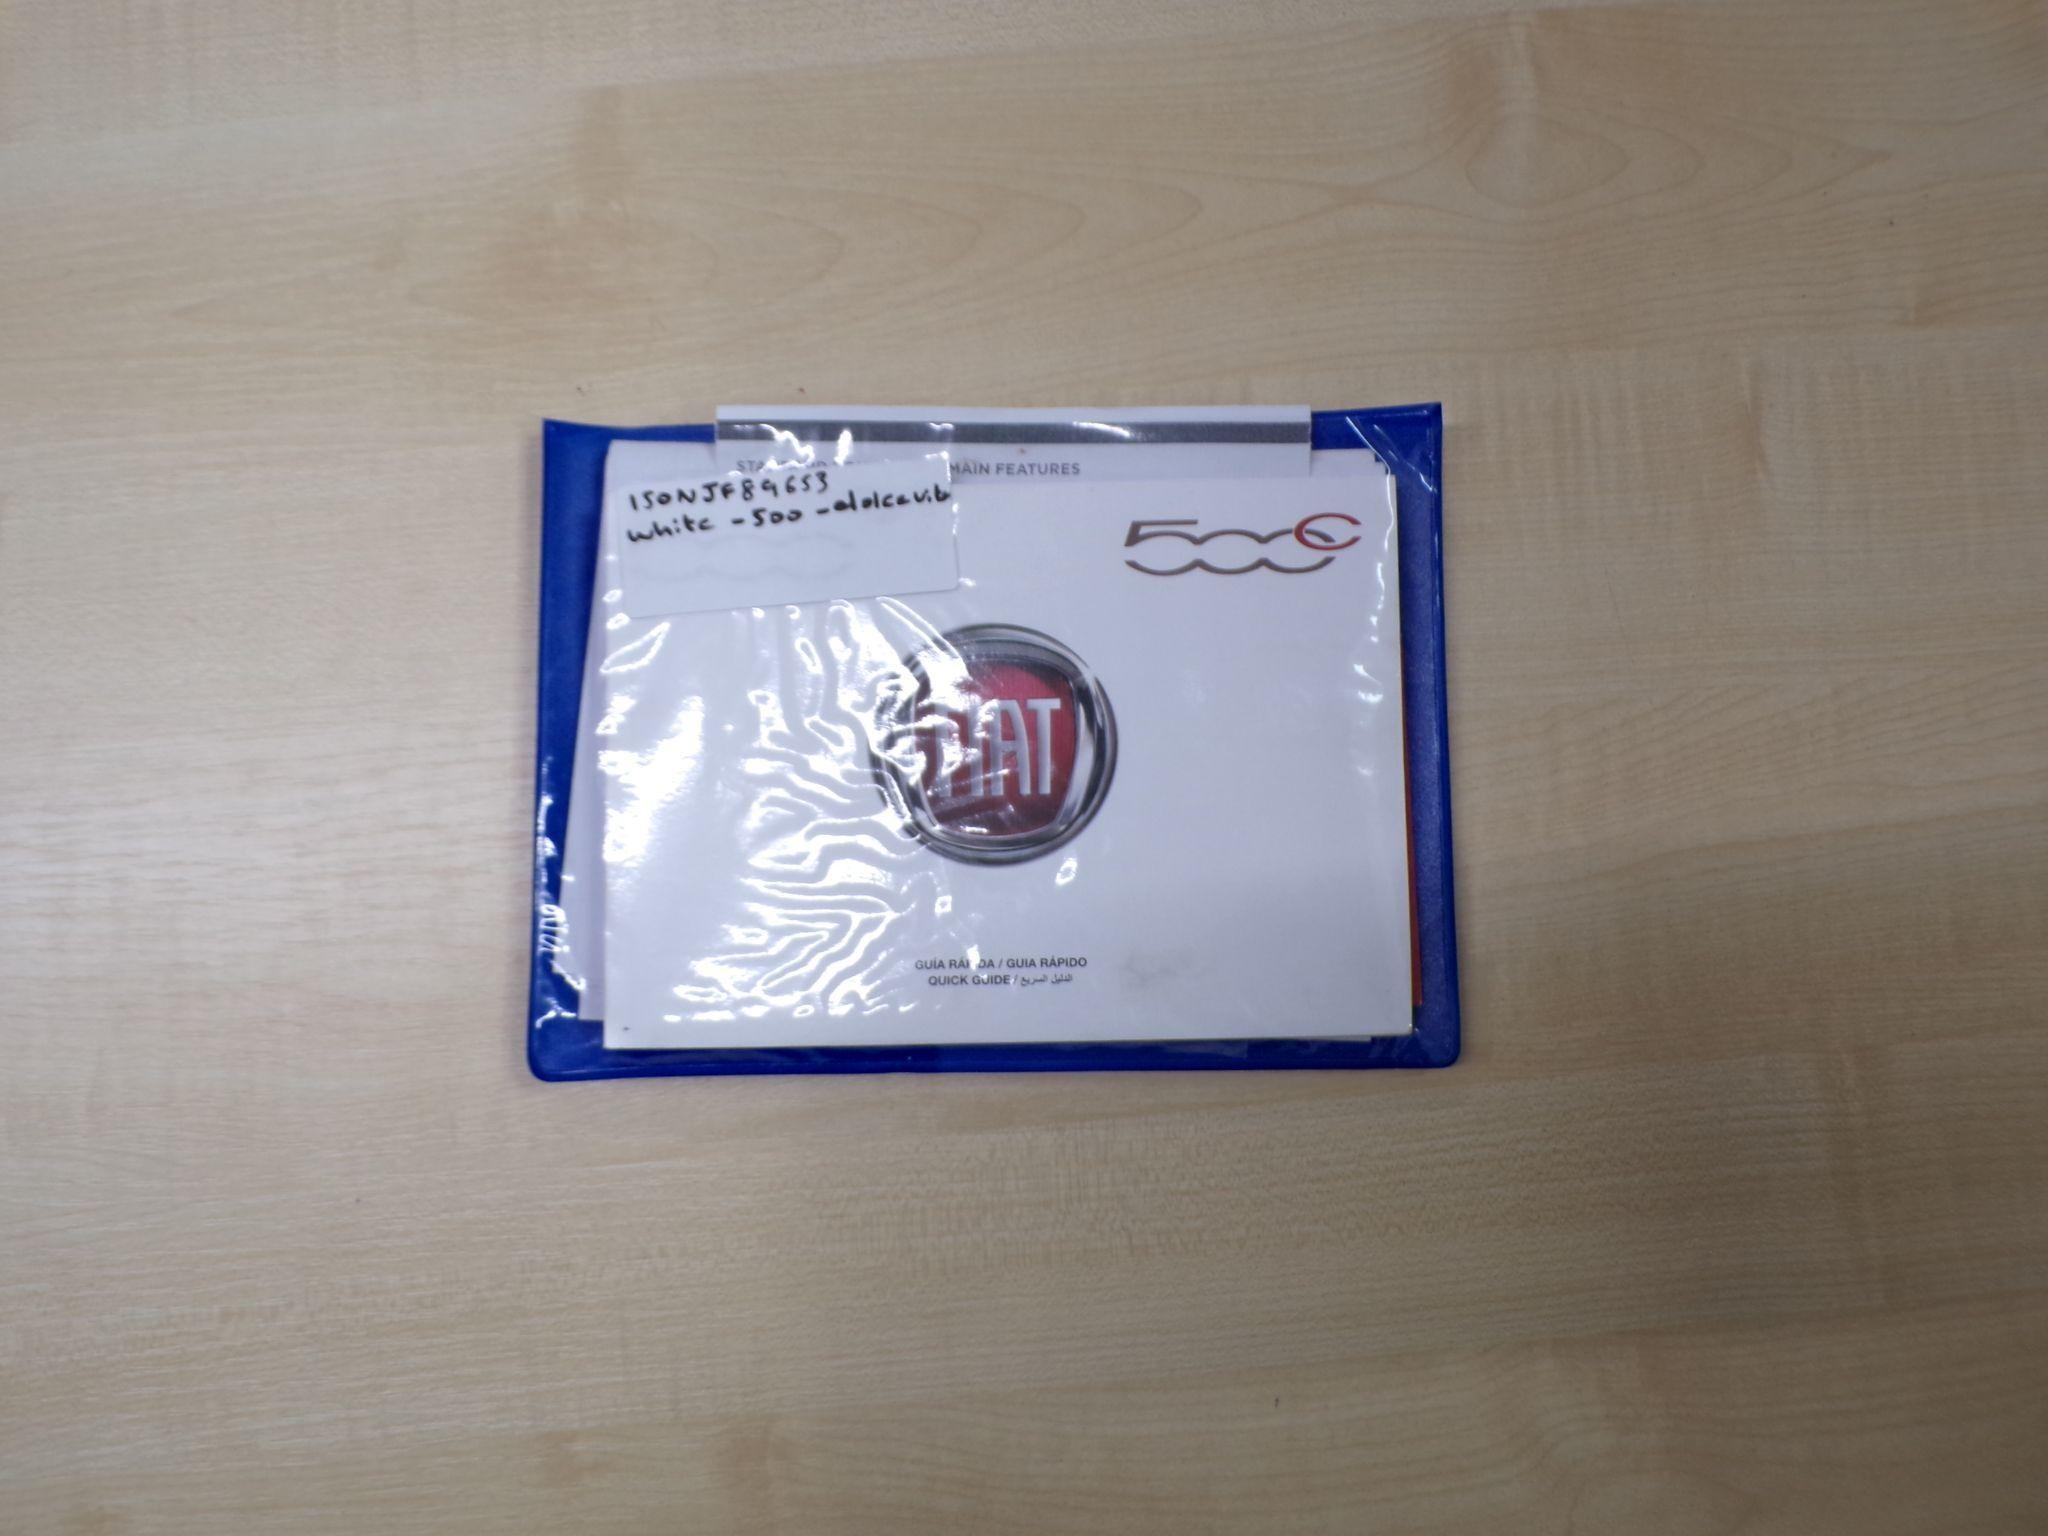 MAIN FEATURES
150NJF89653
white - 500 - dolcevita
500C
FIAT
GUÍA RÁPIDA / GUIA RÁPIDO
QUICK GUIDE / الدليل السريع